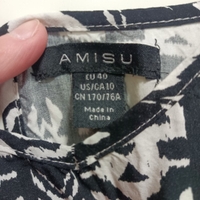 AMISU
EU 40
US/CA 10
CN 170/76A
Made in
China